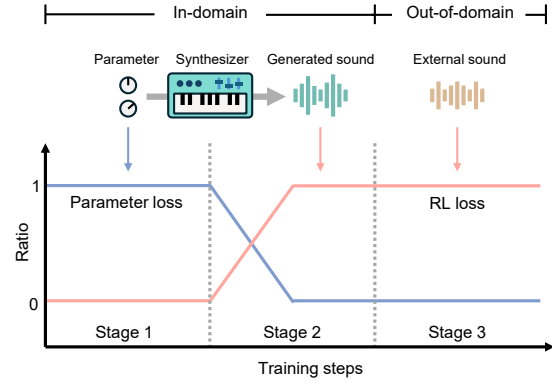 In-domain
Out-of-domain
Parameter
Synthesizer
Generated sound
External sound
1
Parameter loss
RL loss
Ratio
0
Stage 1
Stage 2
Stage 3
Training steps